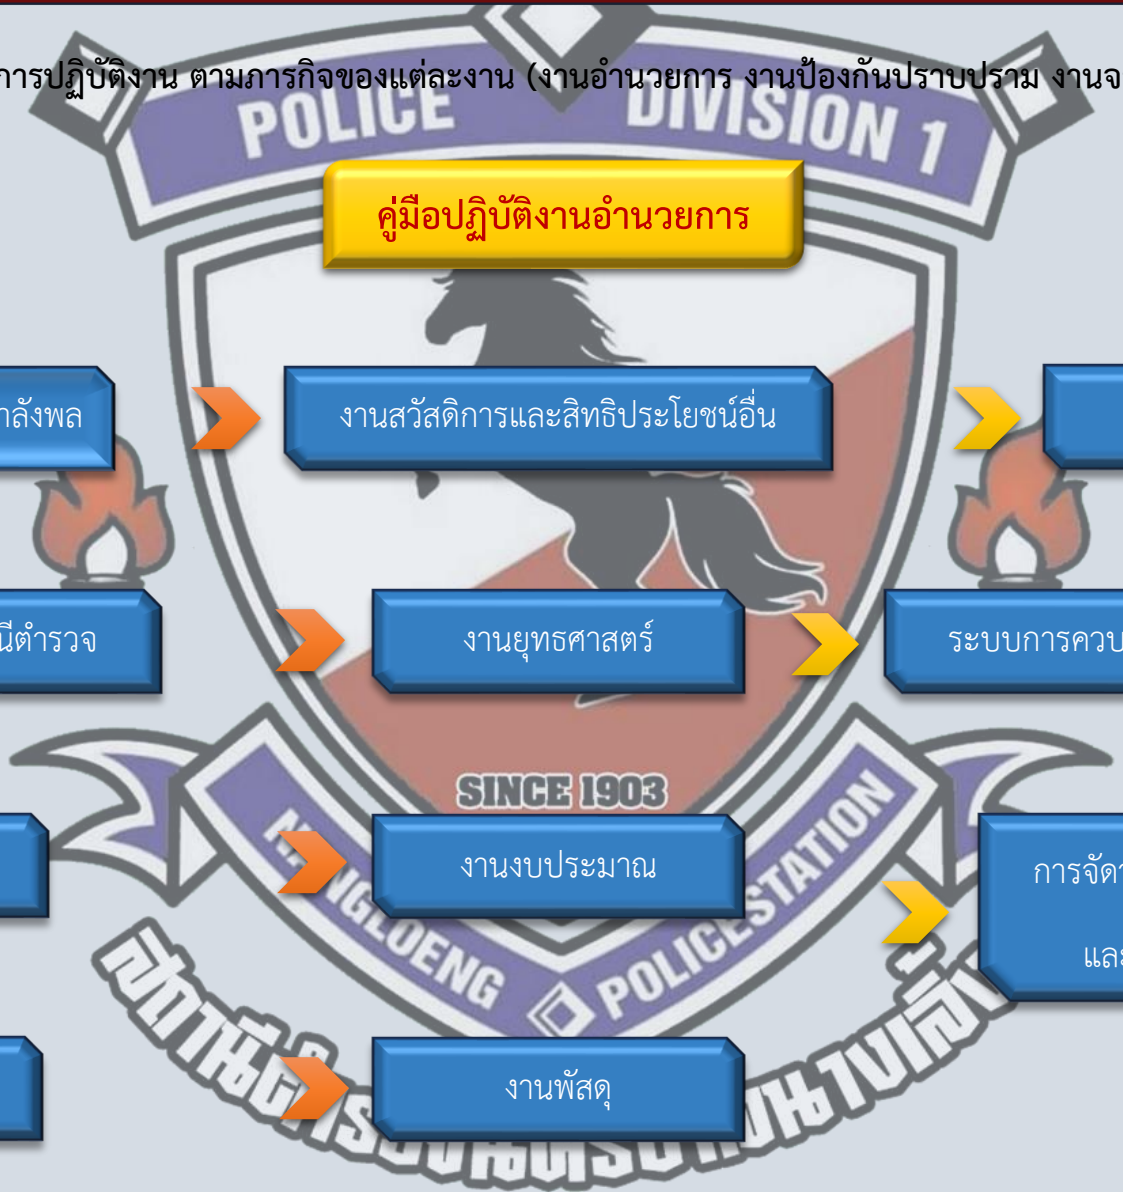 การปฏิบัติงาน ตามภารกิจของแต่ละงาน (งานอำนวยการ งานป้องกันปราบปราม งานจ
POLICE DIVISION 1
คู่มือปฏิบัติงานอำนวยการ
าลังพล
งานสวัสดิการและสิทธิประโยชน์อื่น
นีตำรวจ
งานยุทธศาสตร์
ระบบการควบ
SINCE 1903
งานงบประมาณ
การจัดา
และ
NANGLOENG POLICESTATION
งานพัสดุ